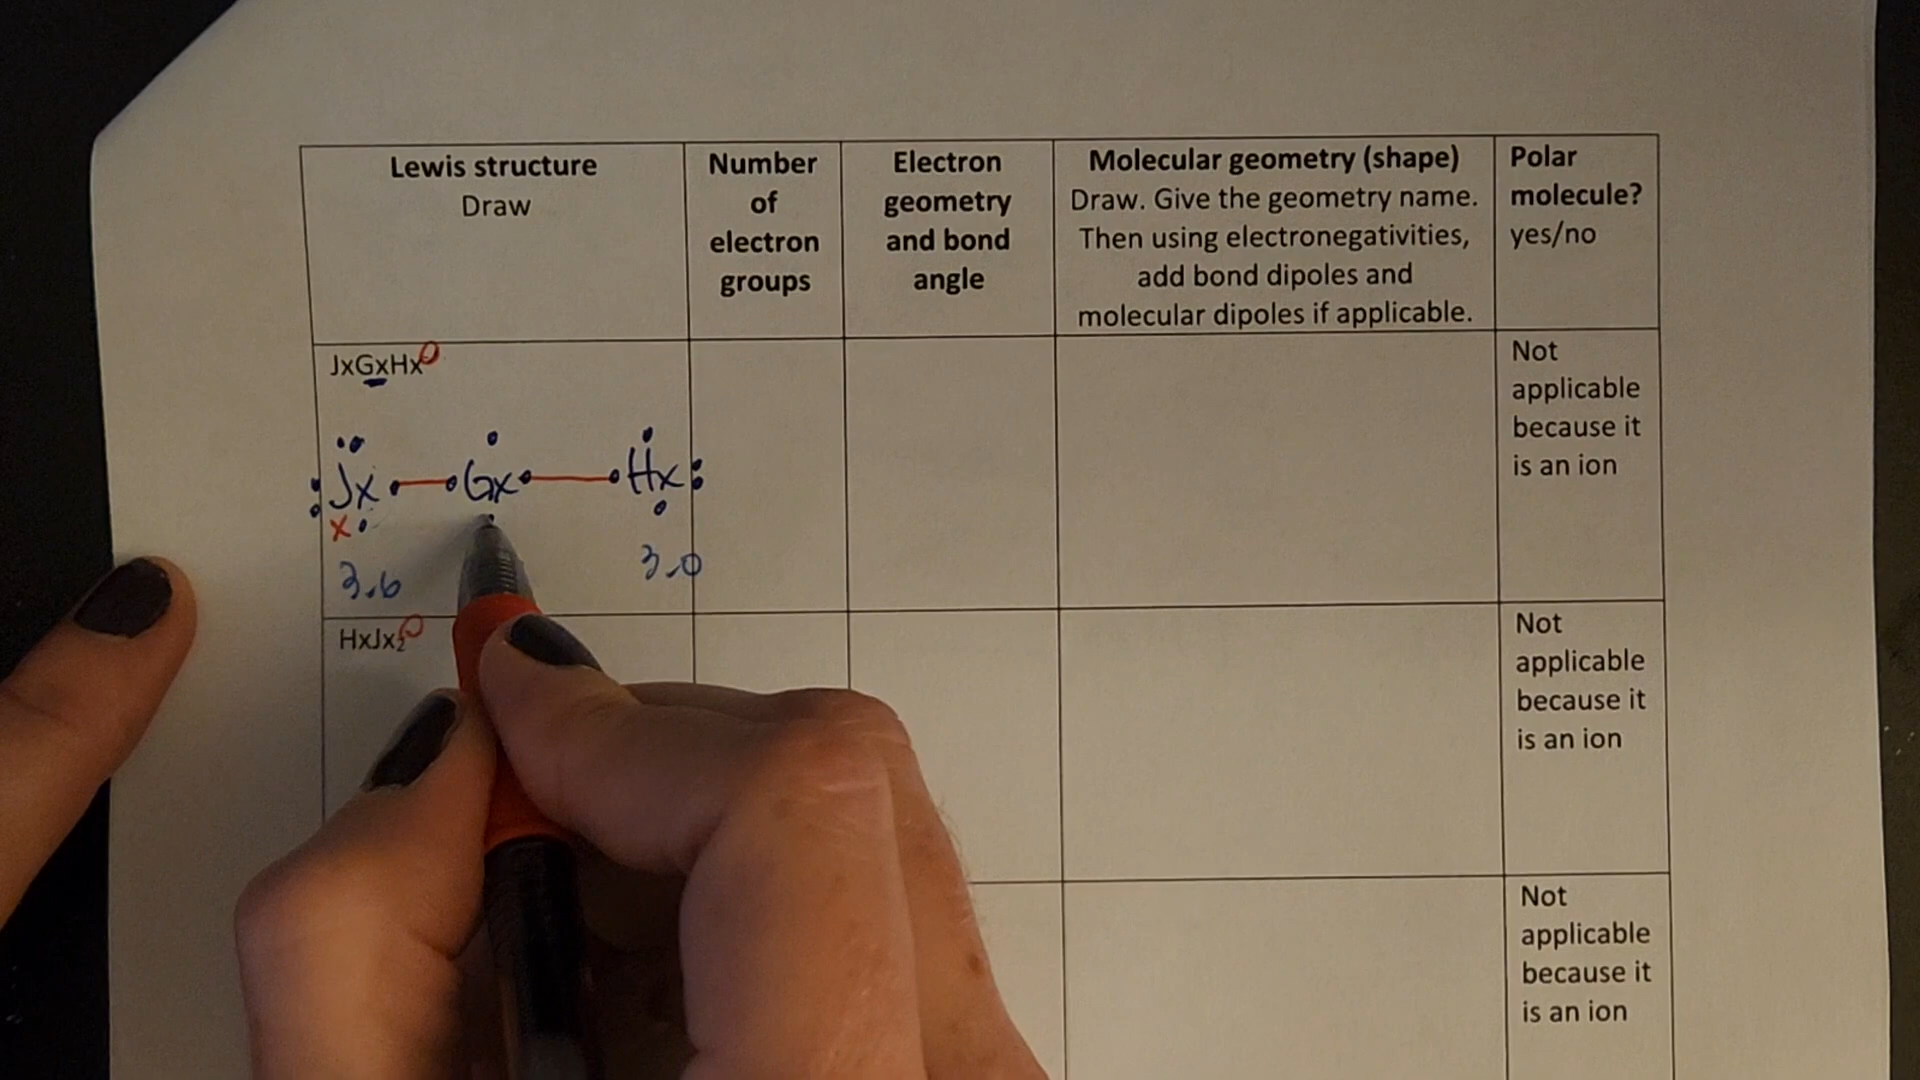 Lewis structure
Draw
Number
of
electron
groups
Electron
geometry
and bond
angle
Molecular geometry (shape)
Draw. Give the geometry name.
Then using electronegativities,
add bond dipoles and
molecular dipoles if applicable.
Polar
molecule?
yes/no
JxGxHx
Jx Gx Hx
x
3.6 3.0
Not
applicable
because it
is an ion
HxJx₂
Not
applicable
because it
is an ion
Not
applicable
because it
is an ion